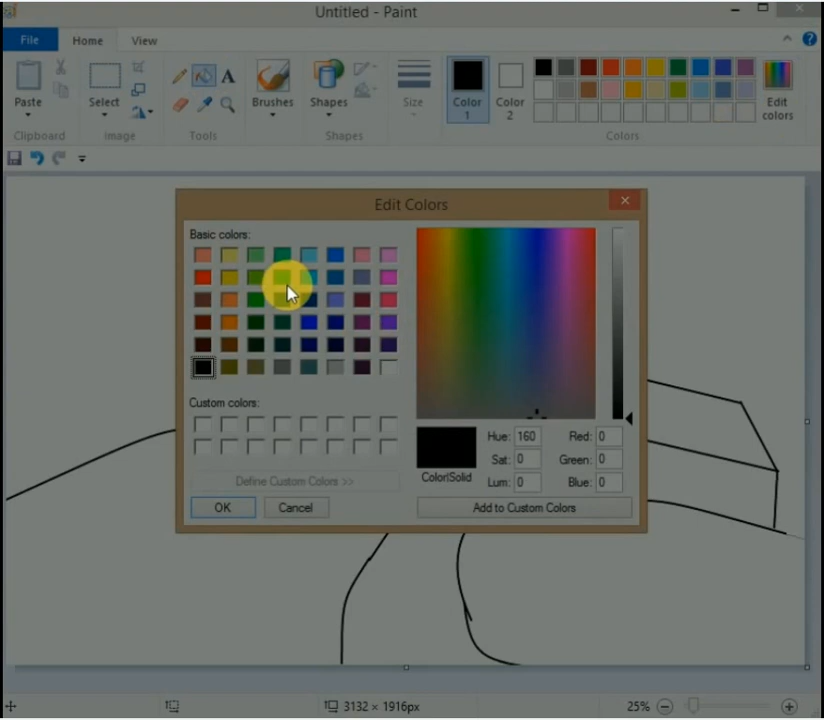 Untitled - Paint
File Home View
Paste
Select
Brushes
Shapes
Size
Color 1
Color 2
Edit colors
Clipboard Image Tools Shapes Colors
Edit Colors
Basic colors:
Custom colors:
Define Custom Colors >>
OK Cancel
Color|Solid
Hue: 160 Red: 0
Sat: 0 Green: 0
Lum: 0 Blue: 0
Add to Custom Colors
3132 × 1916px 25%